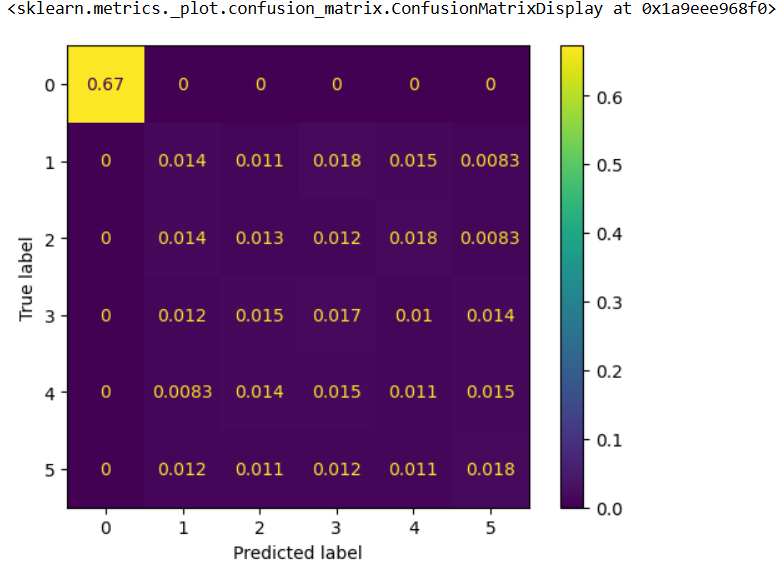 <sklearn.metrics._plot.confusion_matrix.ConfusionMatrixDisplay at 0x1a9eee968f0>
0 0.67 0 0 0 0 0
1 0 0.014 0.011 0.018 0.015 0.0083
2 0 0.014 0.013 0.012 0.018 0.0083
3 0 0.012 0.015 0.017 0.01 0.014
4 0 0.0083 0.014 0.015 0.011 0.015
5 0 0.012 0.011 0.012 0.011 0.018
0 1 2 3 4 5
True label
Predicted label
0.6
0.5
0.4
0.3
0.2
0.1
0.0